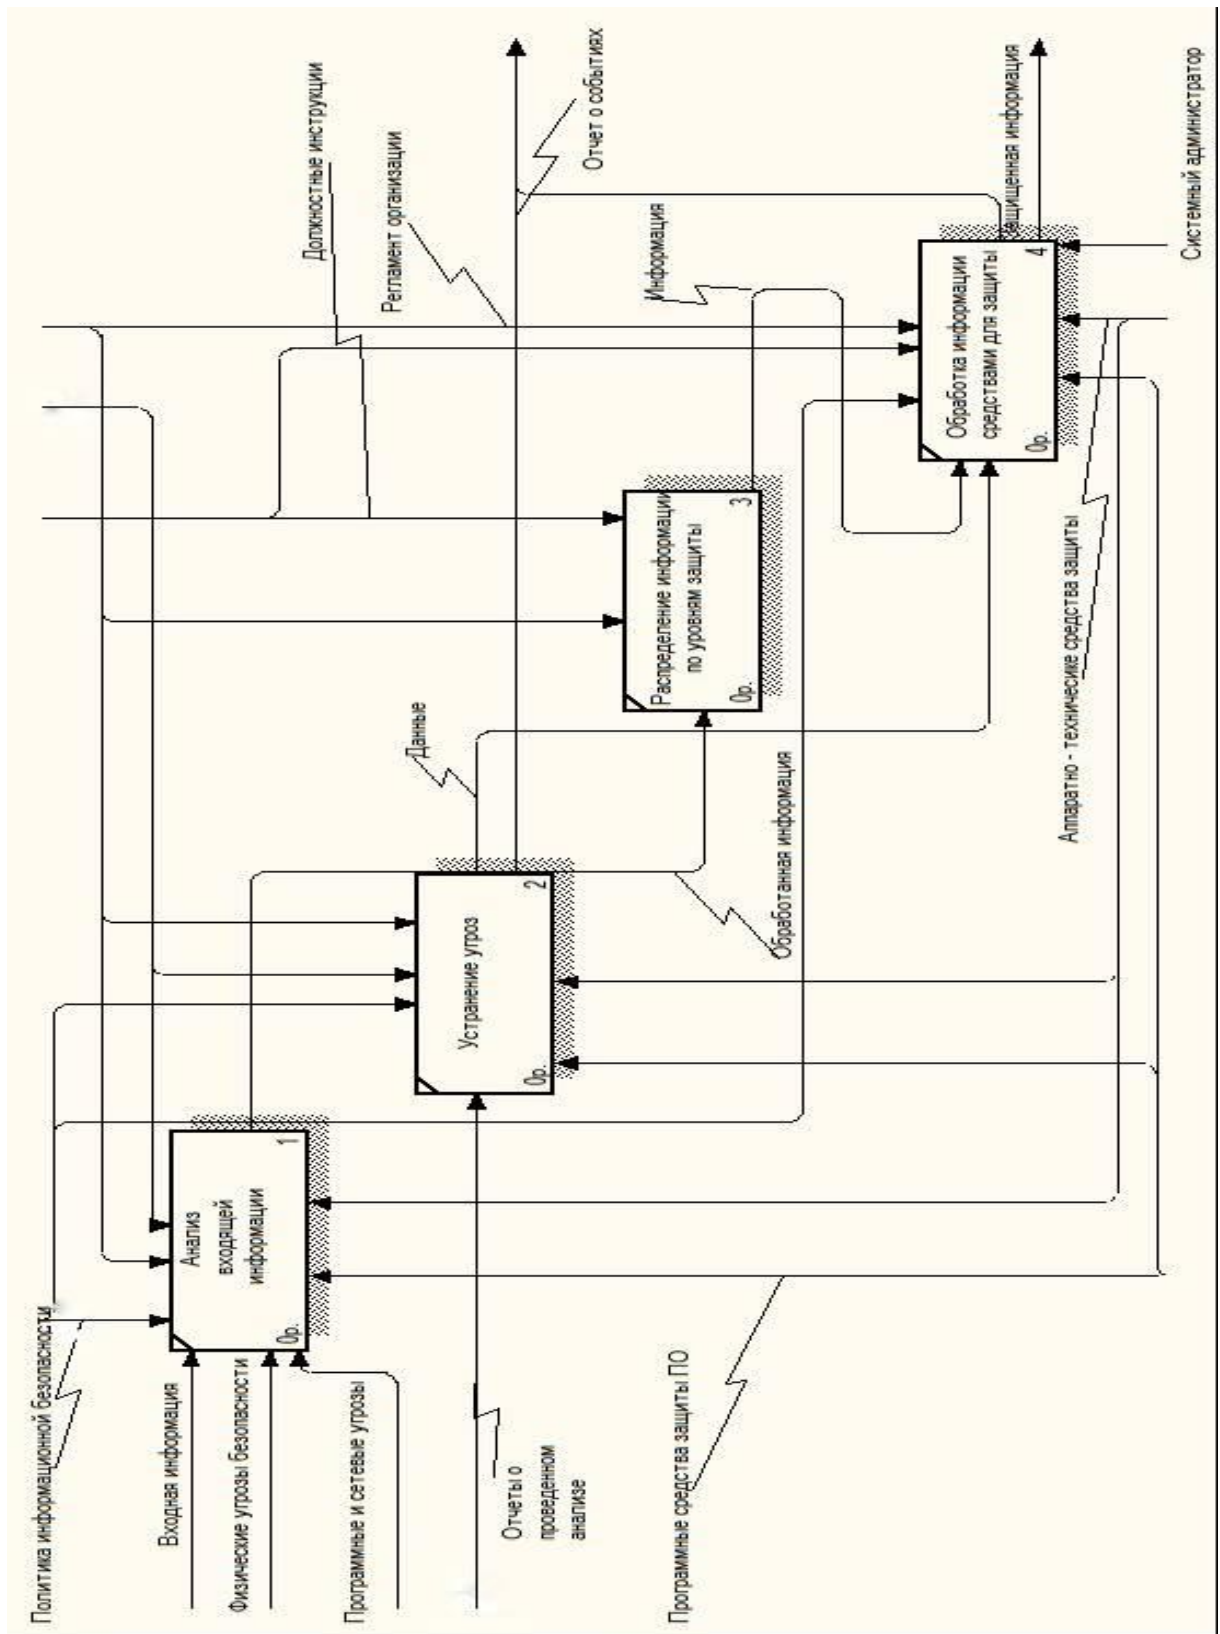 Политика информационной безопасности
Входная информация
Физические угрозы безопасности
Программные и сетевые угрозы
Отчеты о
проведенном
анализе
Программные средства защиты ПО
Анализ
входящей
информации
0р.
1
Устранение угроз
0р.
2
Данные
Обработанная информация
Распределение информации
по уровням защиты
0р.
3
Должностные инструкции
Регламент организации
Информация
Отчет о событиях
Обработка информации
средствами для защиты
0р.
4
Защищенная информация
Аппаратно - техничесике средства защиты
Системный администратор